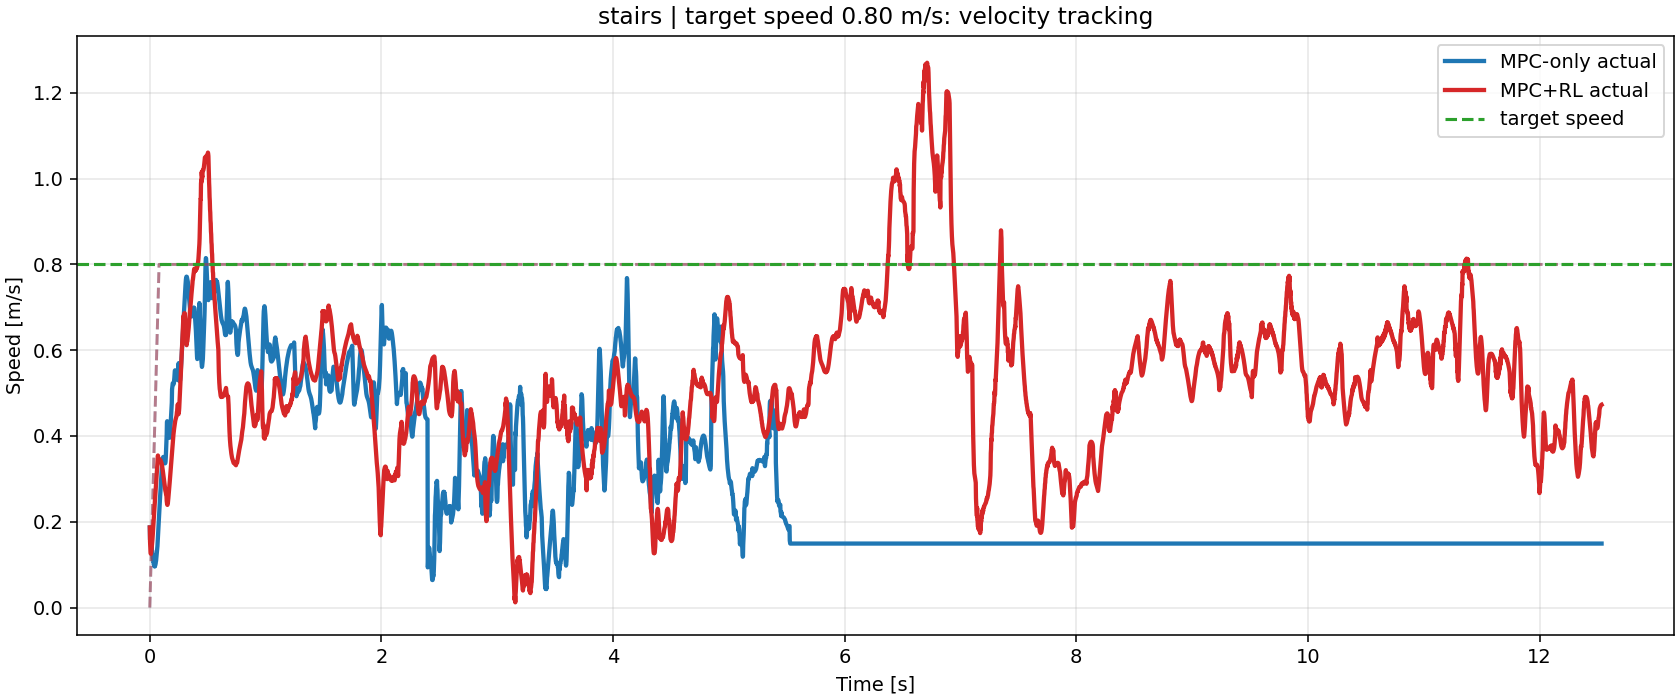 stairs | target speed 0.80 m/s: velocity tracking
MPC-only actual
MPC+RL actual
target speed
Speed [m/s]
1.2
1.0
0.8
0.6
0.4
0.2
0.0
0 2 4 6 8 10 12
Time [s]